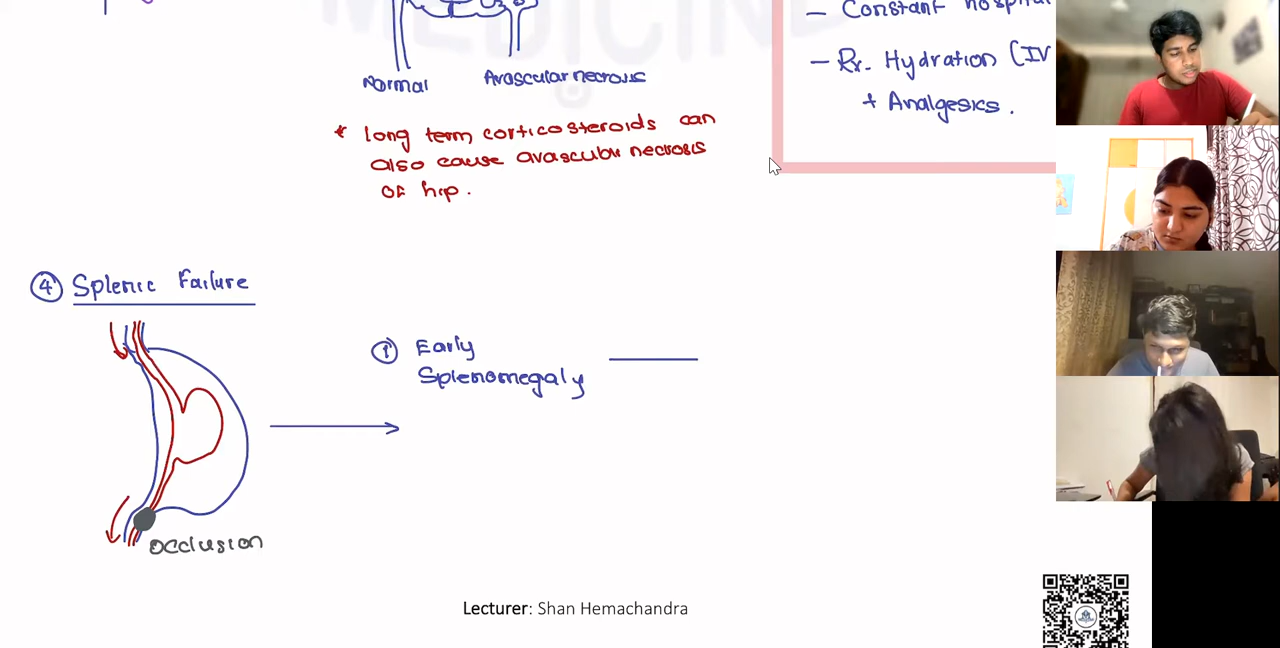 MEDICINE
Normal
Avascular necrosis
* long term corticosteroids can
also cause avascular necrosis
of hip.
– Constant hospital
– Rx. Hydration (IV
+ Analgesics.
④ Splenic Failure
① Early
Splenomegaly
occlusion
Lecturer: Shan Hemachandra